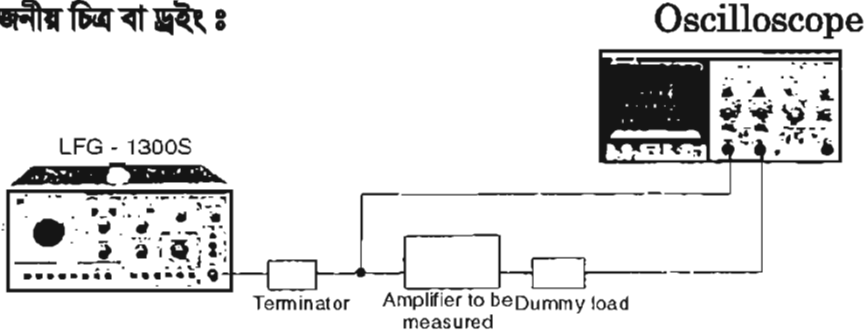 জনীয় চিত্র বা ড্রইং ঃ
Oscilloscope
LFG - 1300S
Terminator
Amplifier to be measured
Dummy load